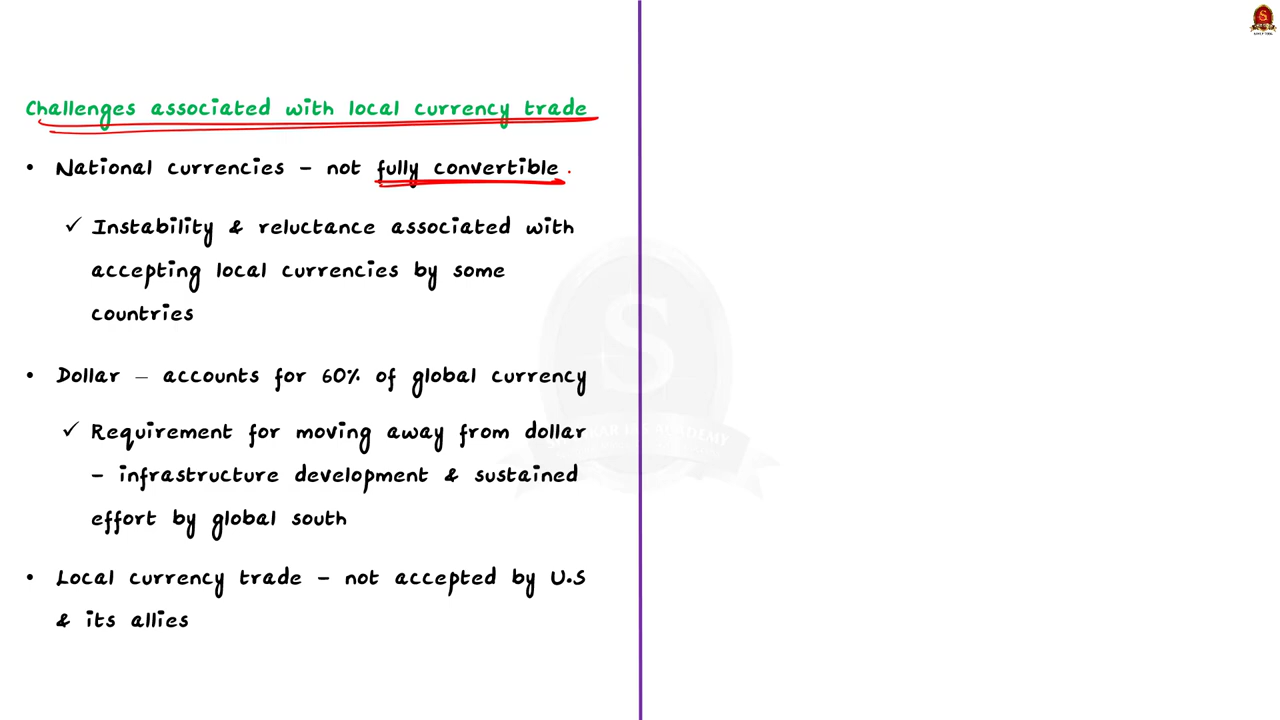 Challenges associated with local currency trade
• National currencies – not fully convertible
✓ Instability & reluctance associated with
accepting local currencies by some
countries
• Dollar – accounts for 60% of global currency
✓ Requirement for moving away from dollar
– infrastructure development & sustained
effort by global south
• Local currency trade – not accepted by U.S
& its allies
S
ACADEMY